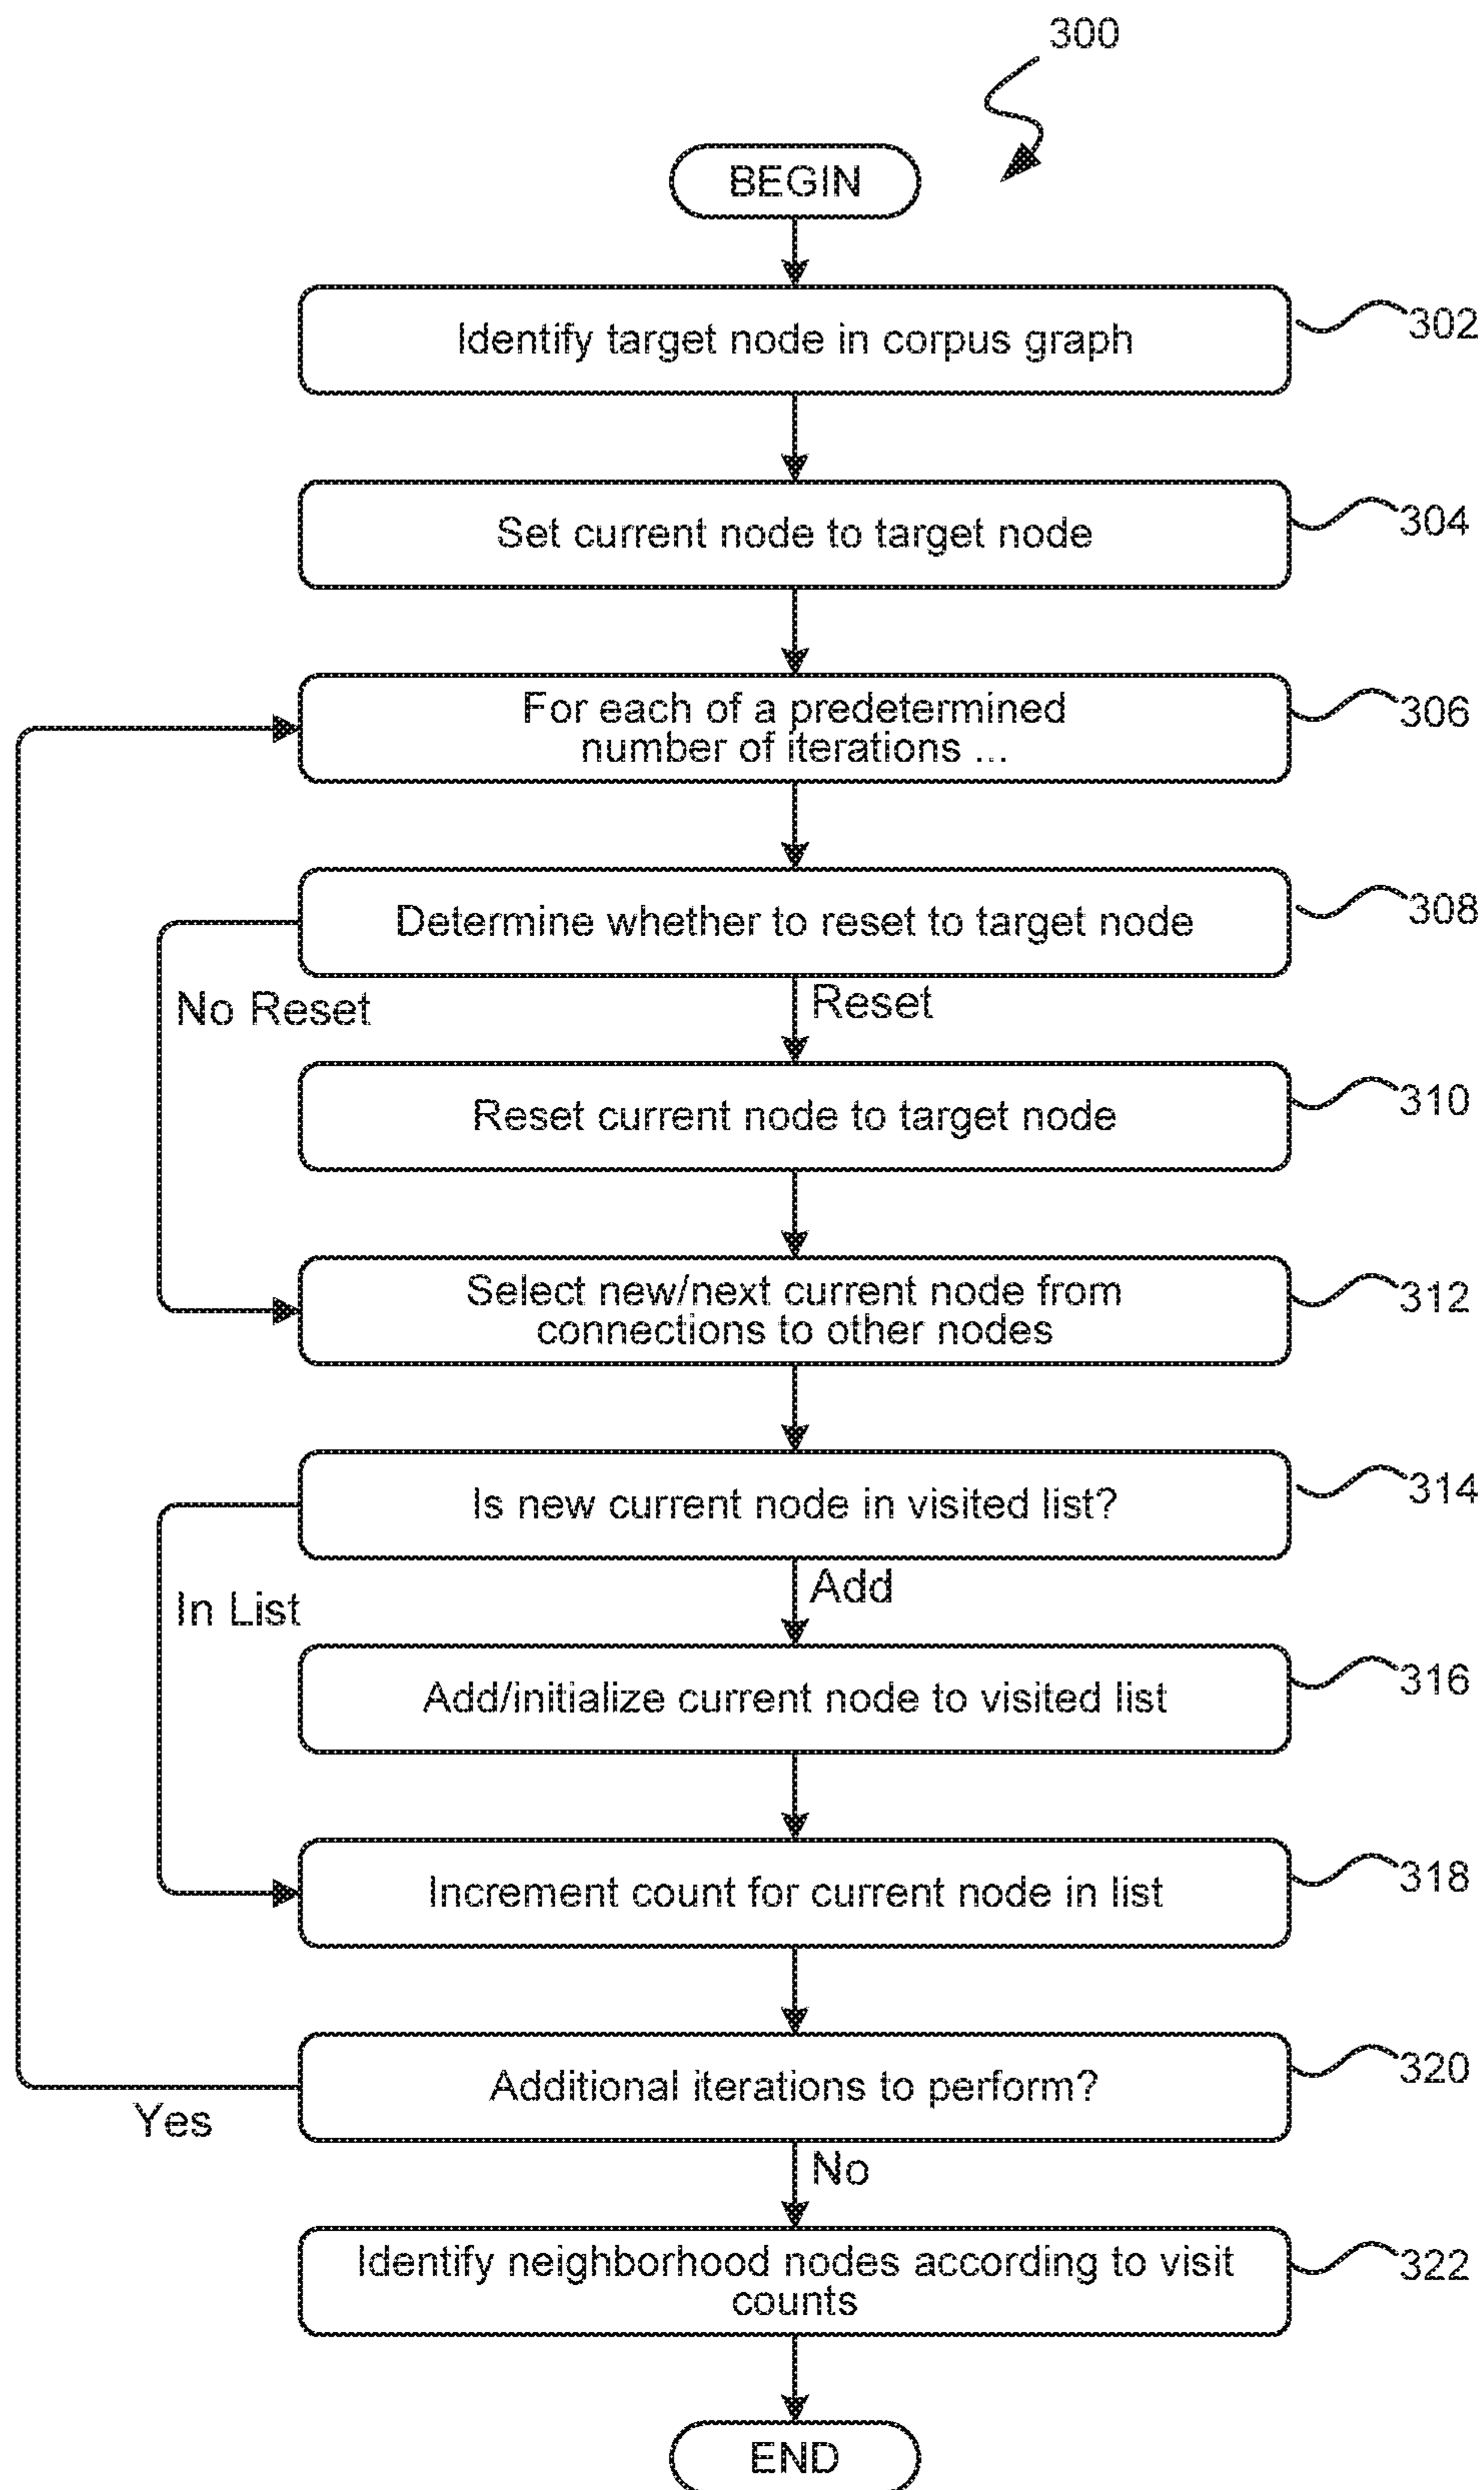 300
BEGIN
Identify target node in corpus graph
302
Set current node to target node
304
For each of a predetermined
number of iterations ...
306
Determine whether to reset to target node
308
No Reset
Reset
Reset current node to target node
310
Select new/next current node from
connections to other nodes
312
Is new current node in visited list?
314
In List
Add
Add/initialize current node to visited list
316
Increment count for current node in list
318
Additional iterations to perform?
320
Yes
No
Identify neighborhood nodes according to visit
counts
322
END